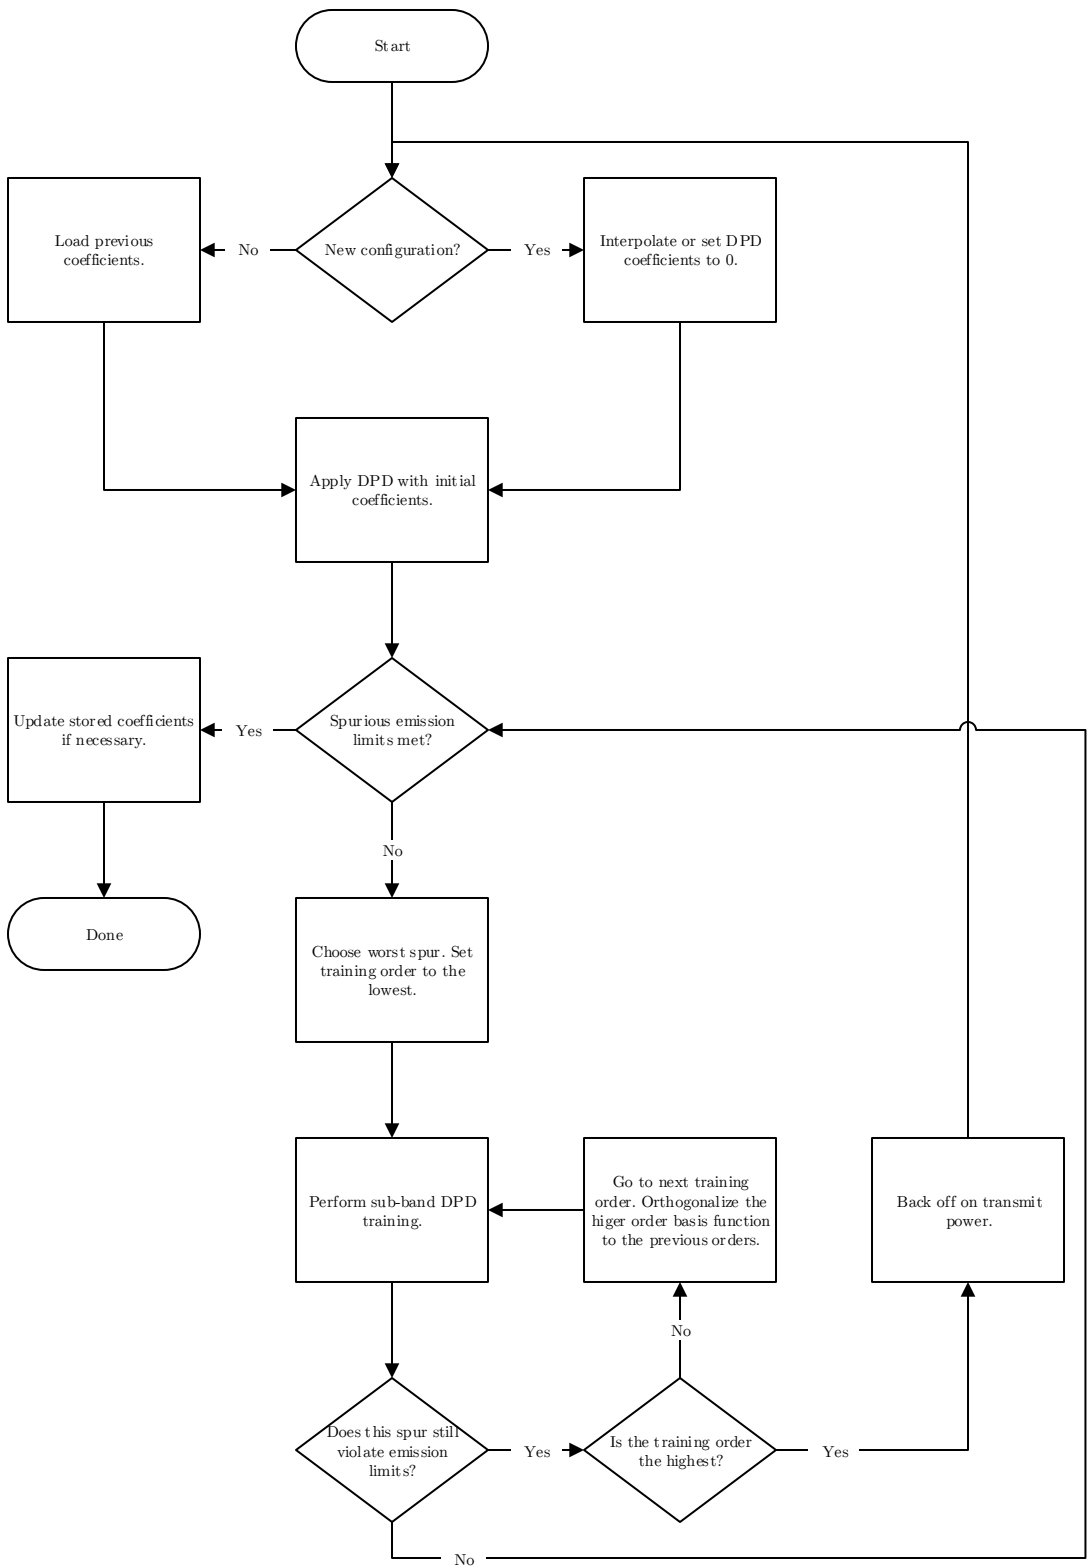 Start
Load previous
coefficients.
No
New configuration?
Yes
Interpolate or set DPD
coefficients to 0.
Apply DPD with initial
coefficients.
Update stored coefficients
if necessary.
Yes
Spurious emission
limits met?
No
Done
Choose worst spur. Set
training order to the
lowest.
Perform sub-band DPD
training.
Go to next training
order. Orthogonalize the
higer order basis function
to the previous orders.
Back off on transmit
power.
No
Does this spur still
violate emission
limits?
Yes
Is the training order
the highest?
Yes
No